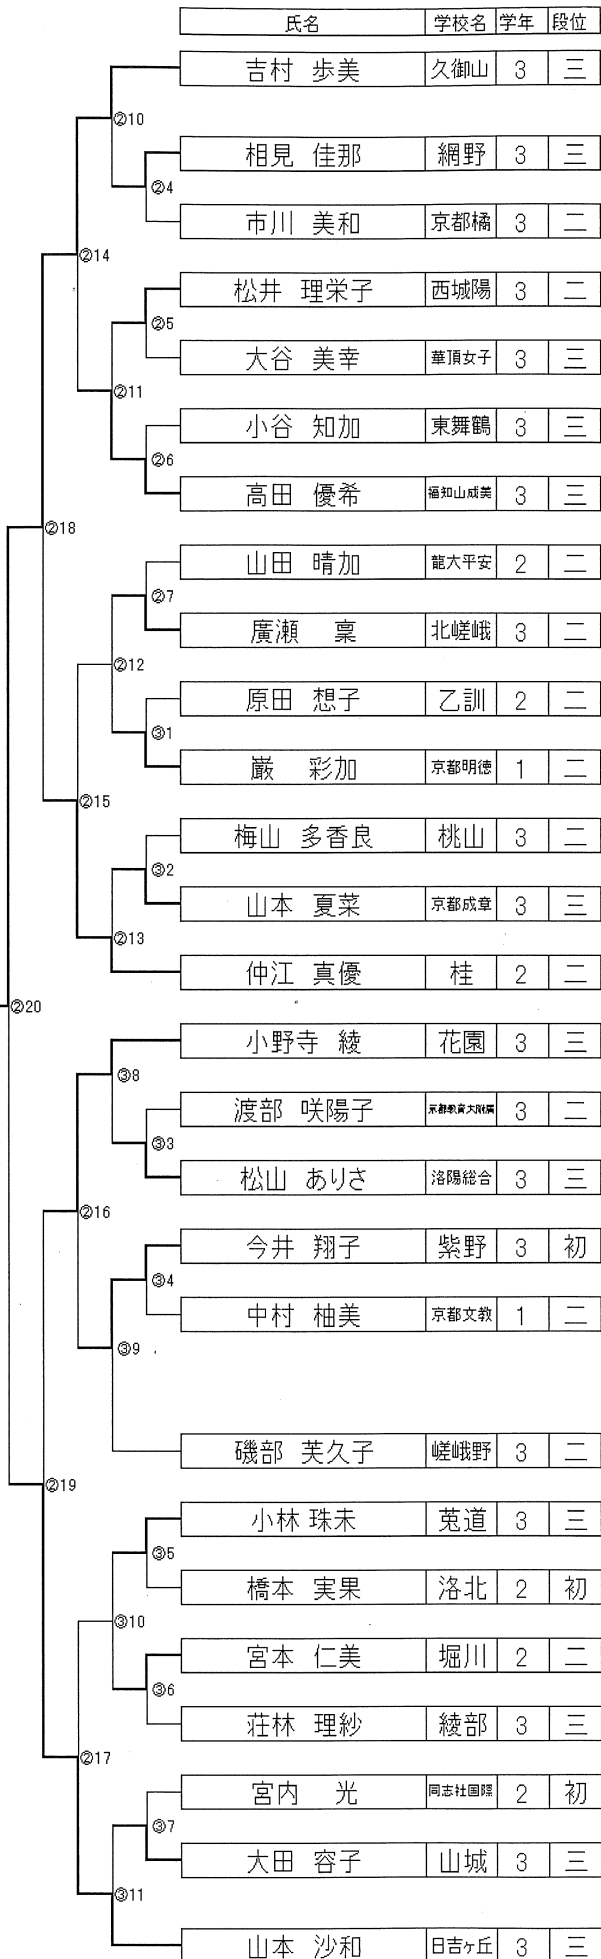 氏名 学校名 学年 段位
吉村 歩美 久御山 3 三
②10
相見 佳那 網野 3 三
②4
市川 美和 京都橘 3 二
②14
松井 理栄子 西城陽 3 二
②5
大谷 美幸 華頂女子 3 三
②11
小谷 知加 東舞鶴 3 三
②6
高田 優希 福知山成美 3 三
②18
山田 晴加 龍大平安 2 二
②7
廣瀬 稟 北嵯峨 3 二
②12
原田 想子 乙訓 2 二
③1
巌 彩加 京都明徳 1 二
②15
梅山 多香良 桃山 3 二
③2
山本 夏菜 京都成章 3 三
②13
仲江 真優 桂 2 二
②20
小野寺 綾 花園 3 三
③8
渡部 咲陽子 京都教育大附属 3 二
③3
松山 ありさ 洛陽総合 3 三
②16
今井 翔子 紫野 3 初
③4
中村 柚美 京都文教 1 二
③9
磯部 芙久子 嵯峨野 3 二
②19
小林 珠未 莵道 3 三
③5
橋本 実果 洛北 2 初
③10
宮本 仁美 堀川 2 二
③6
荘林 理紗 綾部 3 三
②17
宮内 光 同志社国際 2 初
③7
大田 容子 山城 3 三
③11
山本 沙和 日吉ヶ丘 3 三